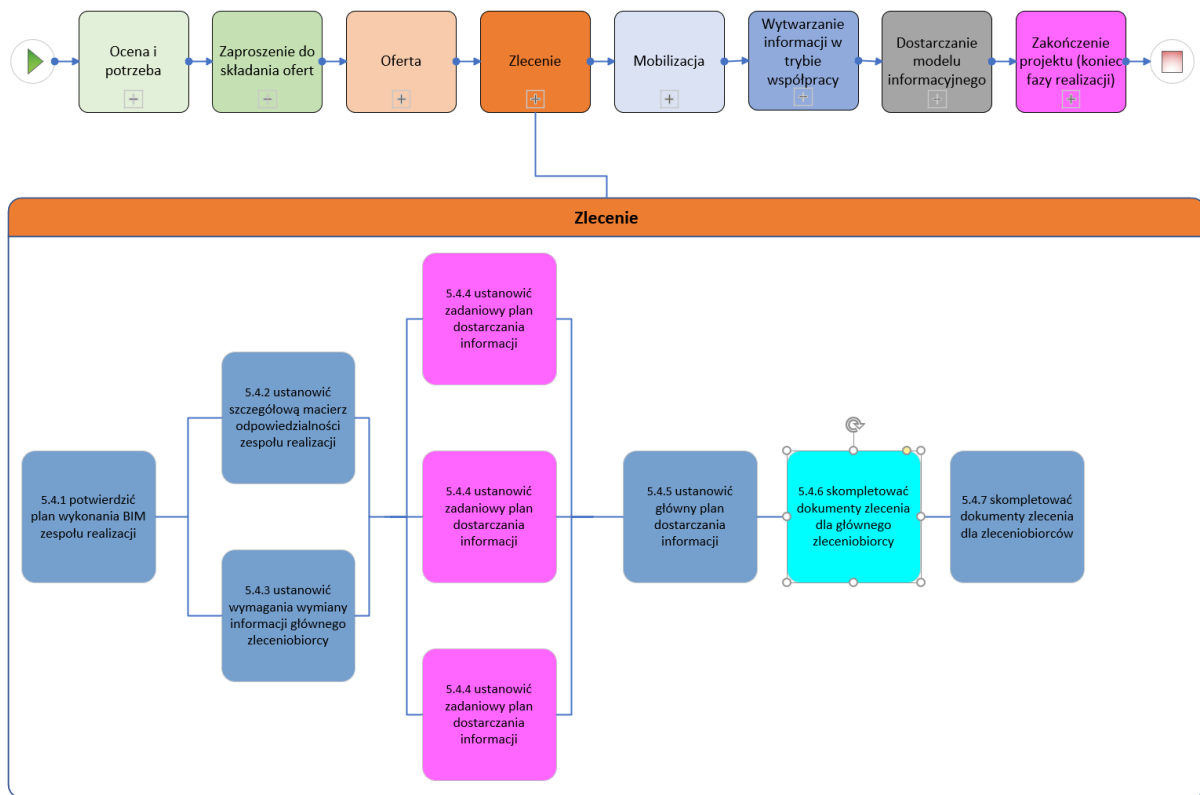 Ocena i
potrzeba
Zaproszenie do
składania ofert
Oferta
Zlecenie
Mobilizacja
Wytwarzanie
informacji w
trybie
współpracy
Dostarczanie
modelu
informacyjnego
Zakończenie
projektu (koniec
fazy realizacji)
Zlecenie
5.4.1 potwierdzić
plan wykonania BIM
zespołu realizacji
5.4.2 ustanowić
szczegółową macierz
odpowiedzialności
zespołu realizacji
5.4.3 ustanowić
wymagania wymiany
informacji głównego
zleceniobiorcy
5.4.4 ustanowić
zadaniowy plan
dostarczania
informacji
5.4.4 ustanowić
zadaniowy plan
dostarczania
informacji
5.4.4 ustanowić
zadaniowy plan
dostarczania
informacji
5.4.5 ustanowić
główny plan
dostarczania
informacji
5.4.6 skompletować
dokumenty zlecenia
dla głównego
zleceniobiorcy
5.4.7 skompletować
dokumenty zlecenia
dla zleceniobiorców